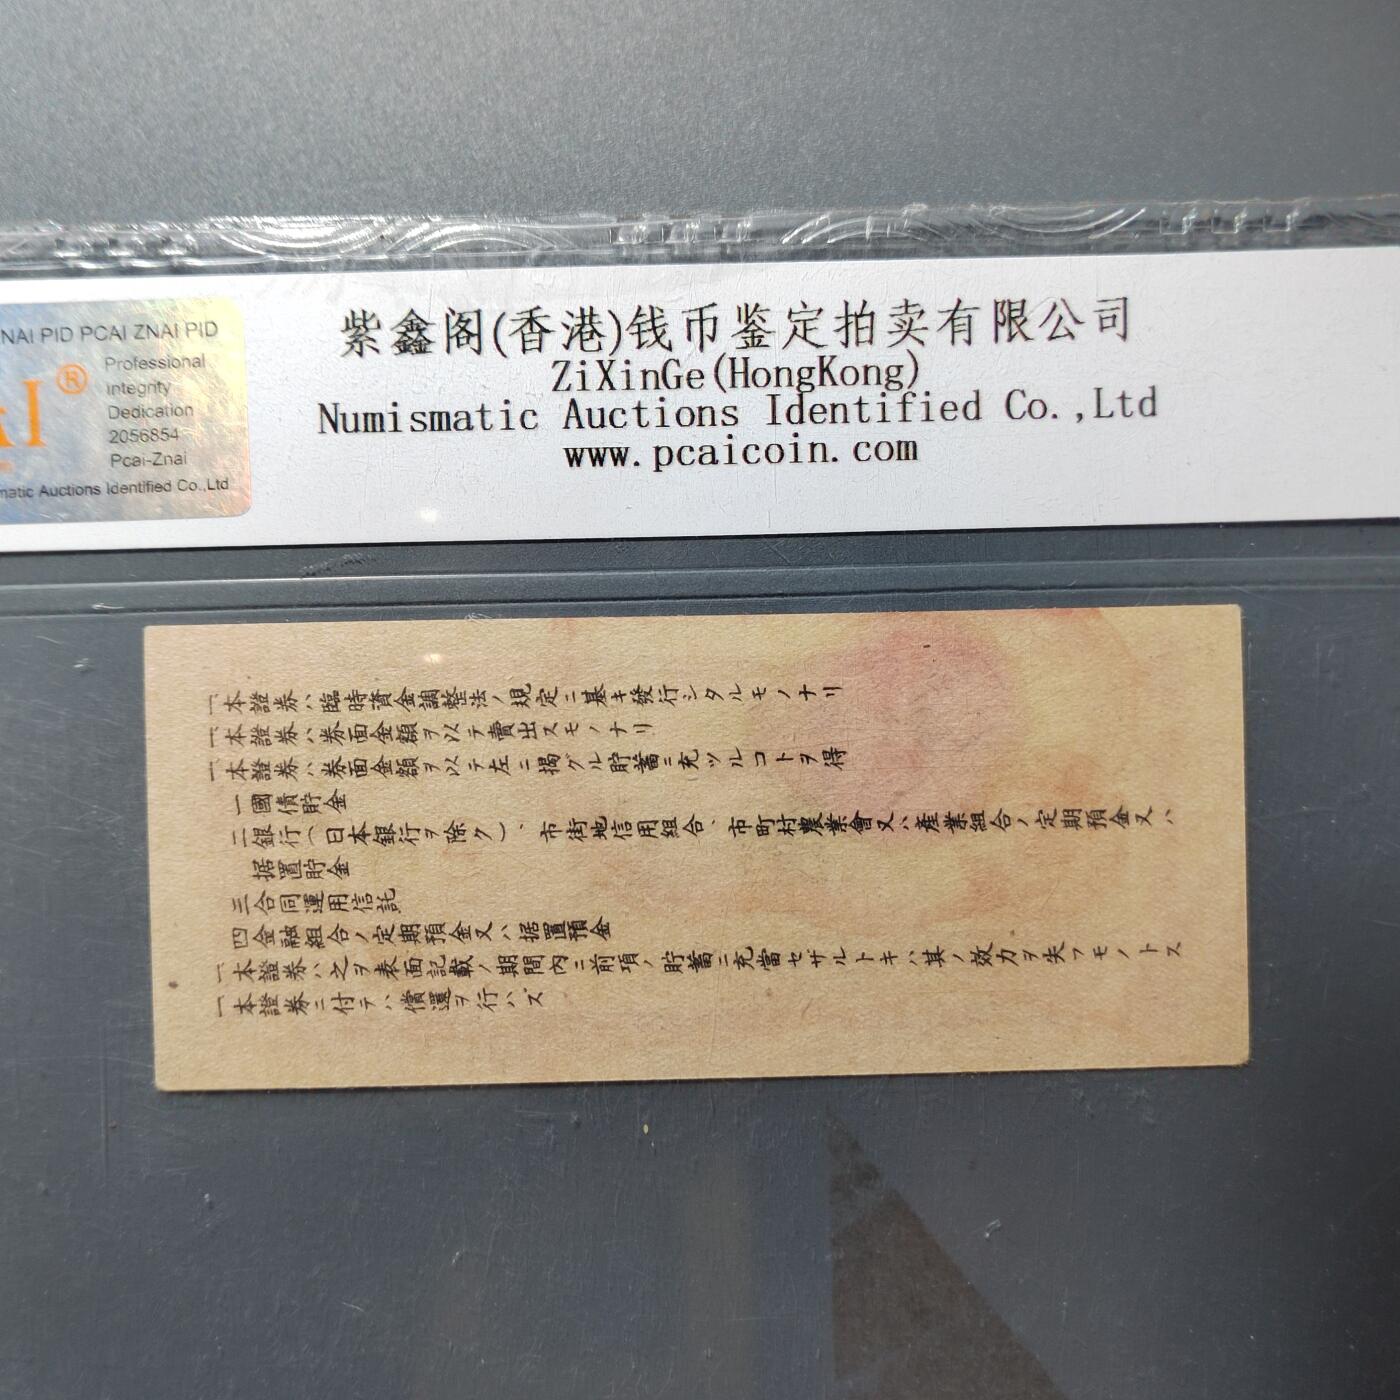 NAI PID PCAI ZNAI PID
AI®
Professional
Integrity
Dedication
2056854
Pcai-Znai
matic Auctions Identified Co.,Ltd
紫鑫阁(香港)钱币鉴定拍卖有限公司
ZiXinGe(HongKong)
Numismatic Auctions Identified Co.,Ltd
www.pcaicoin.com
一、本證券ハ臨時資金調整法ノ規定ニ基キ發行シタルモノナリ
一、本證券ハ券面金額ヲ以テ賣出スモノナリ
一、本證券ハ券面金額ヲ以テ左ニ揭グル貯蓄ニ充ツルコトヲ得
一 國債貯金
二 銀行（日本銀行ヲ除ク）、市街地信用組合、市町村農業會又ハ產業組合ノ定期預金又ハ
据置貯金
三 合同運用信託
四 金融組合ノ定期預金又ハ据置預金
一、本證券ハ之ヲ表面記載ノ期間內ニ前項ノ貯蓄ニ充當セザルトキハ其ノ效力ヲ失フモノトス
一、本證券ニ付テハ償還ヲ行ハズ